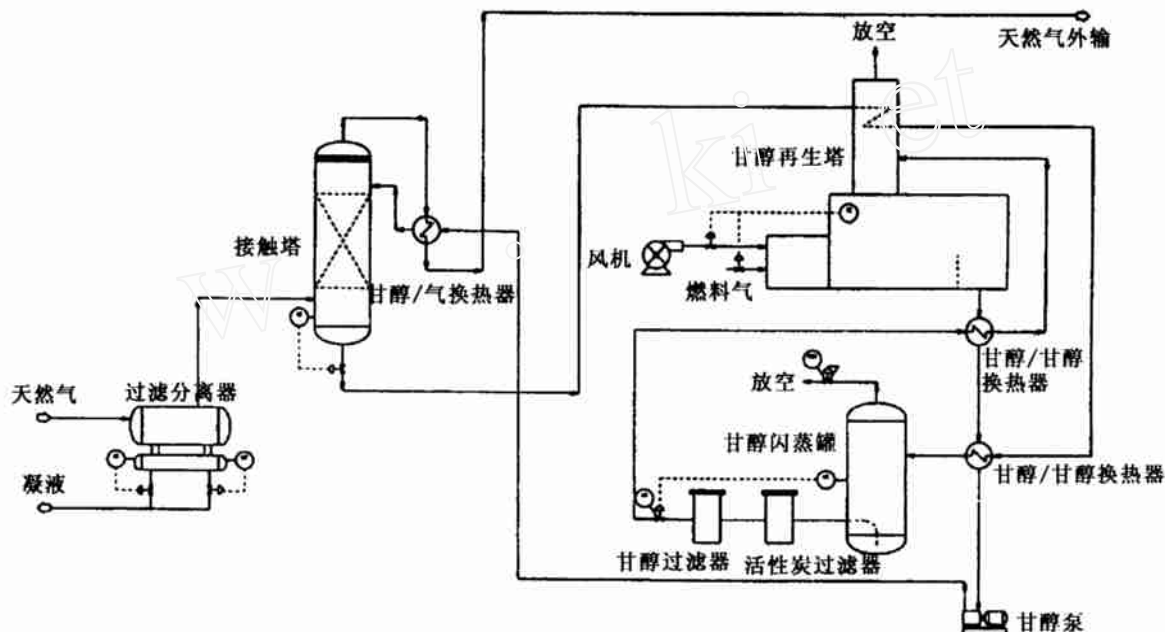 放空
天然气外输
甘醇再生塔
接触塔
风机
甘醇/气换热器
燃料气
甘醇/甘醇
换热器
天然气
过滤分离器
放空
甘醇闪蒸罐
甘醇/甘醇换热器
凝液
甘醇过滤器
活性炭过滤器
甘醇泵
w
ki
et